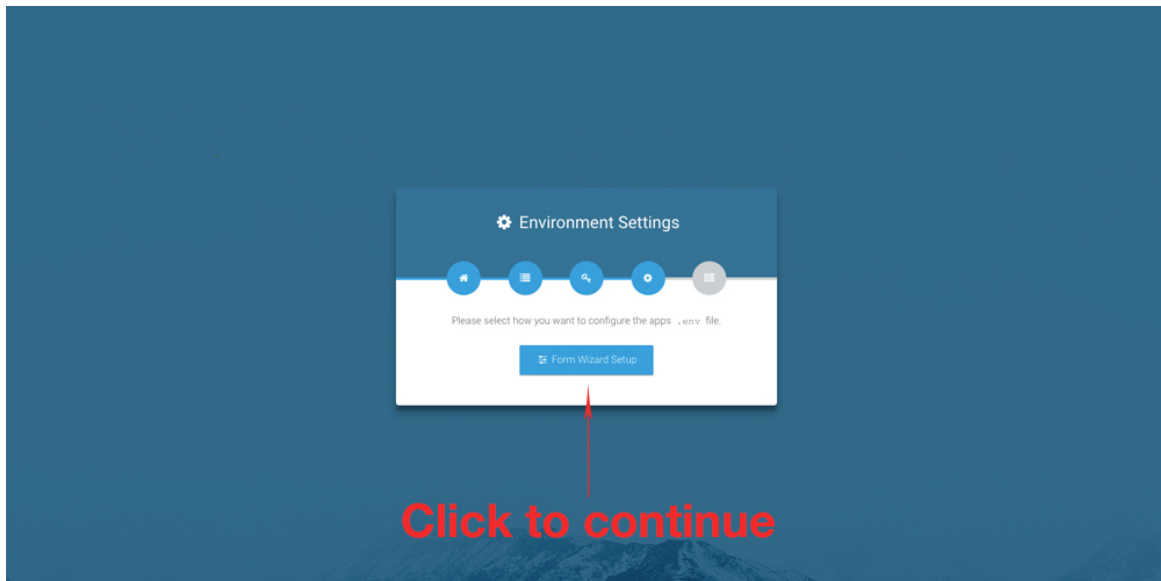 Environment Settings
Please select how you want to configure the apps .env file.
Form Wizard Setup
Click to continue